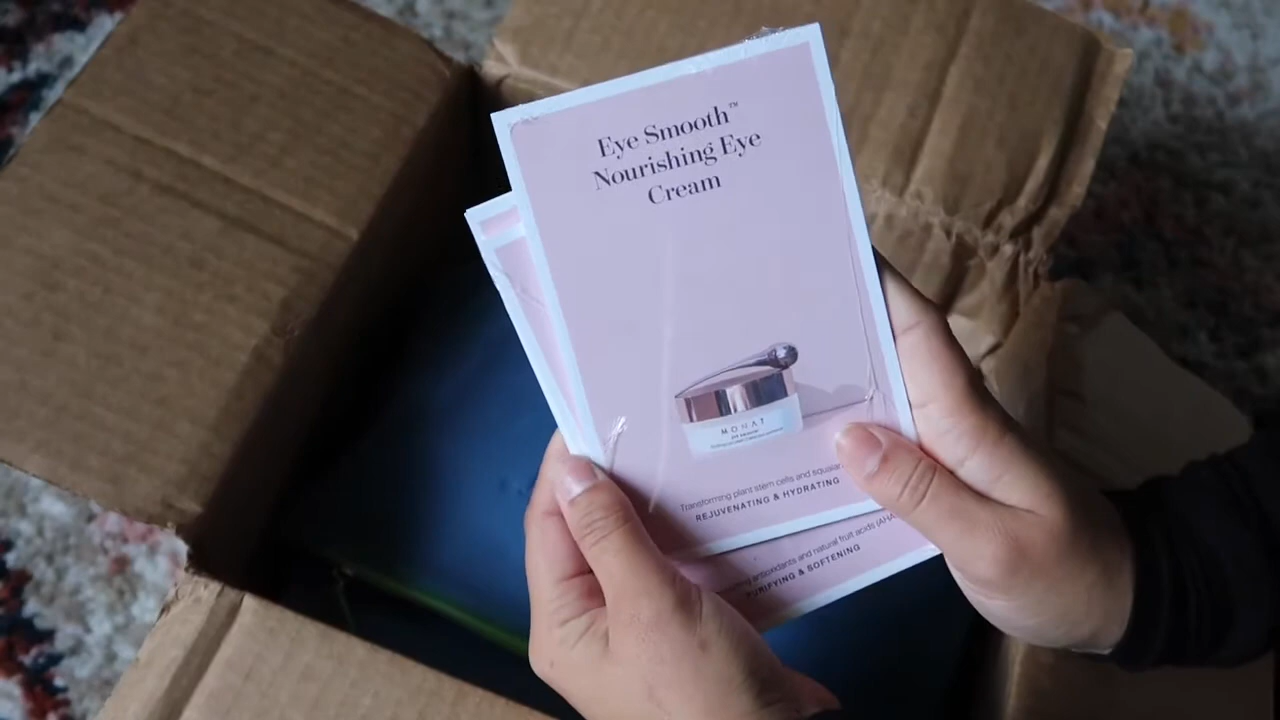 Eye Smooth™
Nourishing Eye
Cream
MONAT
Transforming plant stem cells and
REJUVENATING & HYDRATING
antioxidants and natural fruit acids (AHA
PURIFYING & SOFTENING